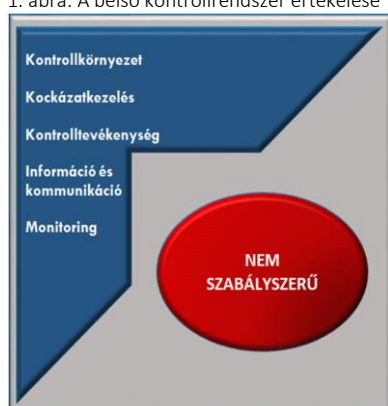 1. ábra: A belső kontrollrendszer értékelése
Kontrollkörnyezet
Kockázatkezelés
Kontrolltevékenység
Információ és
kommunikáció
Monitoring
NEM
SZABÁLYSZERŰ